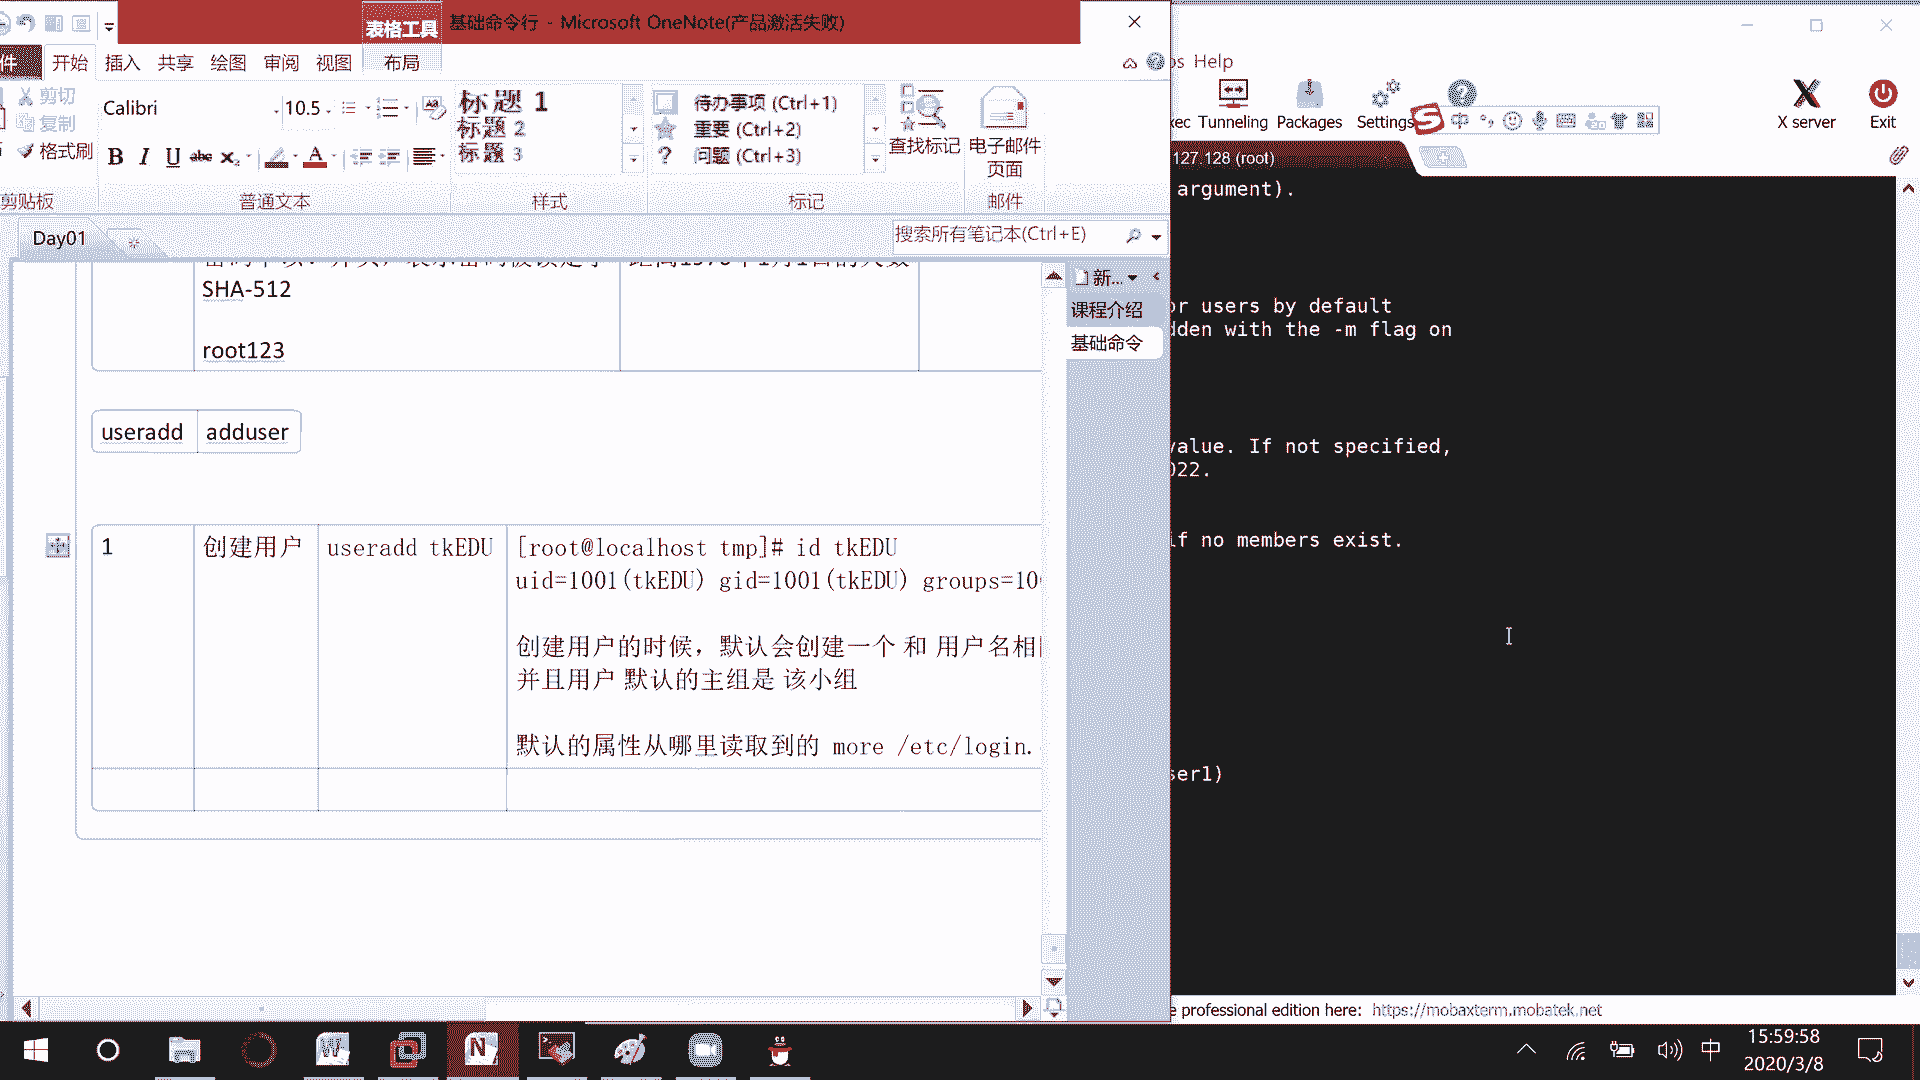 表格工具
基础命令行 - Microsoft OneNote(产品激活失败)
件
开始
插入
共享
绘图
审阅
视图
布局
剪切
复制
格式刷
剪贴板
Calibri
10.5
B I U abc
普通文本
标题 1
标题 2
标题 3
样式
待办事项 (Ctrl+1)
重要 (Ctrl+2)
问题 (Ctrl+3)
标记
查找标记
电子邮件
页面
邮件
Day01
搜索所有笔记本(Ctrl+E)
新...
课程介绍
基础命令
SHA-512
root123
useradd
adduser
1
创建用户
useradd tkEDU
[root@localhost tmp]# id tkEDU
uid=1001(tkEDU) gid=1001(tkEDU) groups=10
创建用户的时候，默认会创建一个 和 用户名相
并且用户 默认的主组是 该小组
默认的属性从哪里读取到的 more /etc/login.
Help
Tunneling
Packages
Settings
中
X server
Exit
127.128 (root)
argument).
or users by default
dden with the -m flag on
value. If not specified,
022.
if no members exist.
ser1)
professional edition here: https://mobaxterm.mobatek.net
中
15:59:58
2020/3/8